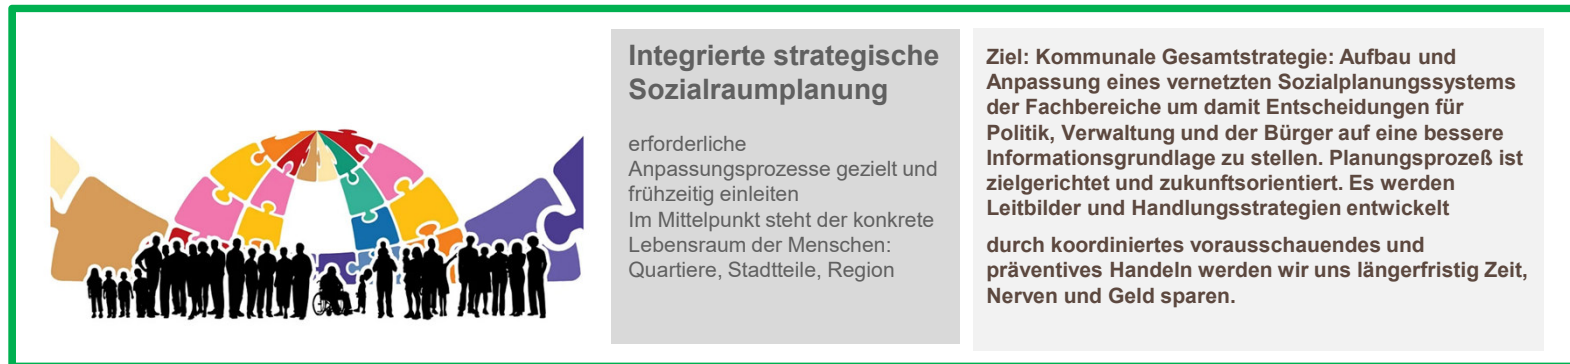 Integrierte strategische
Sozialraumplanung
erforderliche
Anpassungsprozesse gezielt und
frühzeitig einleiten
Im Mittelpunkt steht der konkrete
Lebensraum der Menschen:
Quartiere, Stadtteile, Region
Ziel: Kommunale Gesamtstrategie: Aufbau und
Anpassung eines vernetzten Sozialplanungssystems
der Fachbereiche um damit Entscheidungen für
Politik, Verwaltung und der Bürger auf eine bessere
Informationsgrundlage zu stellen. Planungsprozeß ist
zielgerichtet und zukunftsorientiert. Es werden
Leitbilder und Handlungsstrategien entwickelt
durch koordiniertes vorausschauendes und
präventives Handeln werden wir uns längerfristig Zeit,
Nerven und Geld sparen.